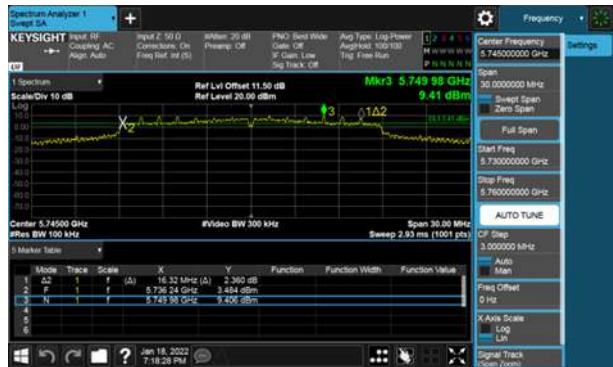 Spectrum Analyzer 1
Swept SA
+
Frequency
KEYSIGHT Input: RF
Coupling: AC
Align: Auto
Input Z: 50 Ω
Corrections: On
Freq Ref: Int (S)
#Atten: 20 dB
Preamp: Off
PNO: Best Wide
Gate: Off
IF Gain: Low
Sig Track: Off
Avg Type: Log-Power
Avg|Hold: 100/100
Trig: Free Run
1 Spectrum
Scale/Div 10 dB
Ref Lvl Offset 11.50 dB
Ref Level 20.00 dBm
Mkr3 5.749 98 GHz
9.41 dBm
Log
10.0
0.00
3
1Δ2
X2
Center 5.74500 GHz
#Res BW 100 kHz
#Video BW 300 kHz
Span 30.00 MHz
Sweep 2.93 ms (1001 pts)
5 Marker Table
Mode Trace Scale X Y Function Function Width Function Value
1 Δ2 1 f (Δ) 16.32 MHz (Δ) 2.360 dB
2 F 1 f 5.736 24 GHz 3.484 dBm
3 N 1 f 5.749 98 GHz 9.406 dBm
4
5
6
Jan 18, 2022
7:18:28 PM
Center Frequency
5.745000000 GHz
Settings
Span
30.0000000 MHz
Swept Span
Zero Span
Full Span
Start Freq
5.730000000 GHz
Stop Freq
5.760000000 GHz
AUTO TUNE
CF Step
3.000000 MHz
Auto
Man
Freq Offset
0 Hz
X Axis Scale
Log
Lin
Signal Track
(Span Zoom)